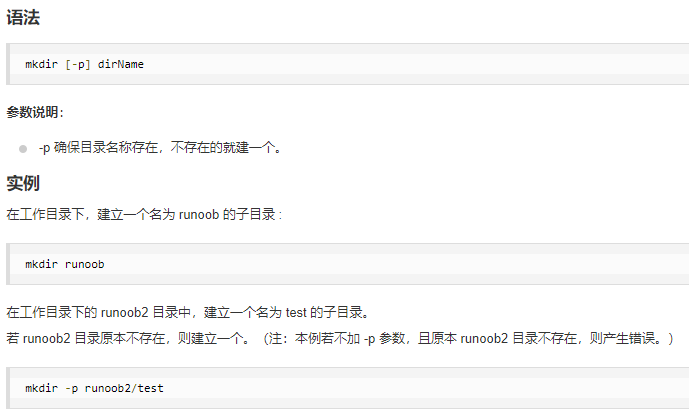 语法
mkdir [-p] dirName
参数说明：
-p 确保目录名称存在，不存在的就建一个。
实例
在工作目录下，建立一个名为 runoob 的子目录 :
mkdir runoob
在工作目录下的 runoob2 目录中，建立一个名为 test 的子目录。
若 runoob2 目录原本不存在，则建立一个。（注：本例若不加 -p 参数，且原本 runoob2 目录不存在，则产生错误。）
mkdir -p runoob2/test